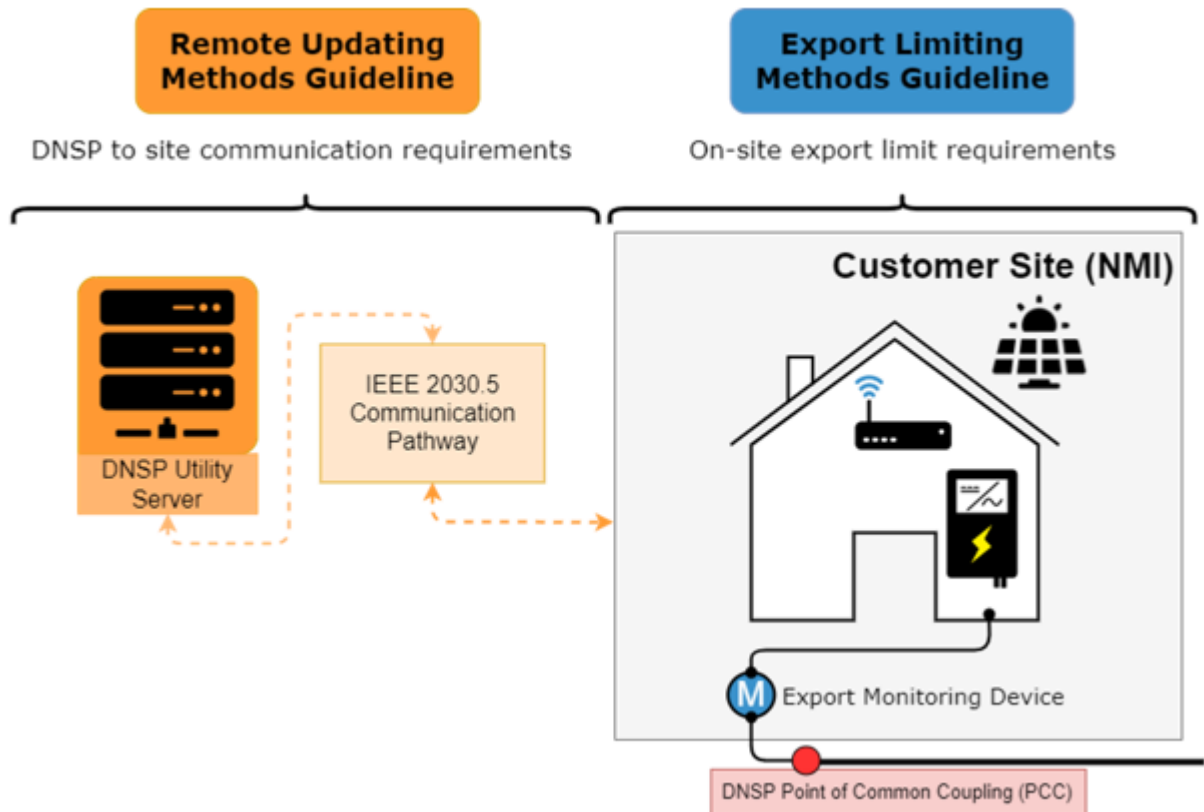 Remote Updating
Methods Guideline
Export Limiting
Methods Guideline
DNSP to site communication requirements
On-site export limit requirements
Customer Site (NMI)
IEEE 2030.5
Communication
Pathway
DNSP Utility
Server
M
Export Monitoring Device
DNSP Point of Common Coupling (PCC)